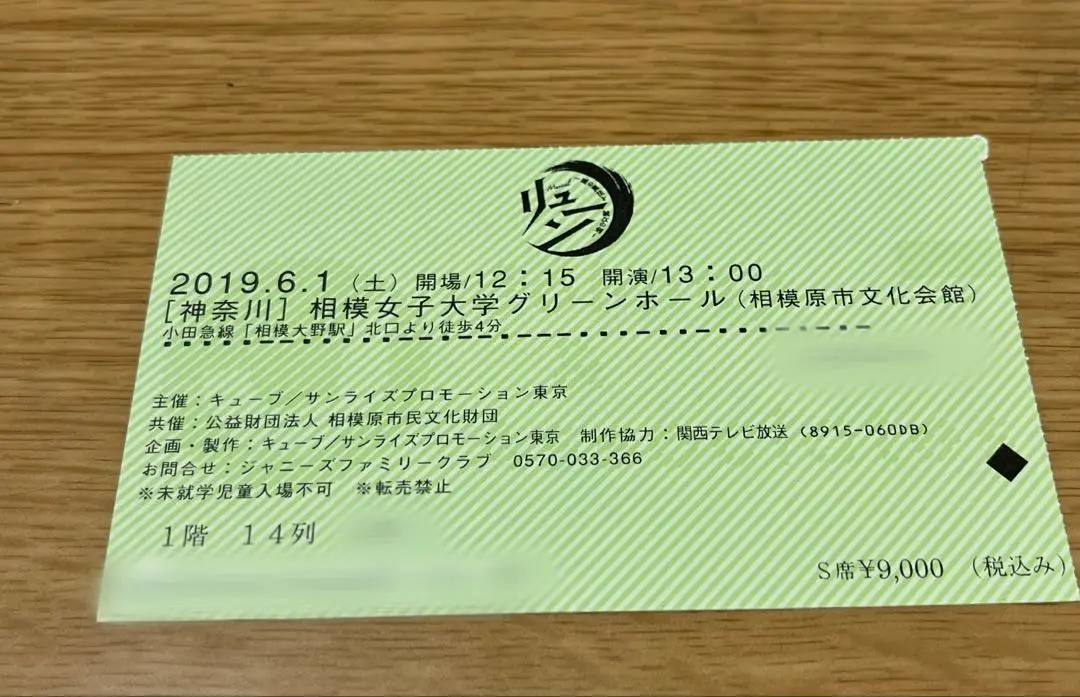 リューン
2019.6.1（土）開場/12：15 開演/13：00
［神奈川］相模女子大学グリーンホール（相模原市文化会館）
小田急線「相模大野駅」北口より徒歩4分
主催：キューブ／サンライズプロモーション東京
共催：公益財団法人 相模原市民文化財団
企画・製作：キューブ／サンライズプロモーション東京 制作協力：関西テレビ放送（8915-060DB）
お問合せ：ジャニーズファミリークラブ 0570-033-366
※未就学児童入場不可 ※転売禁止
1階 14列
S席¥9,000 （税込み）